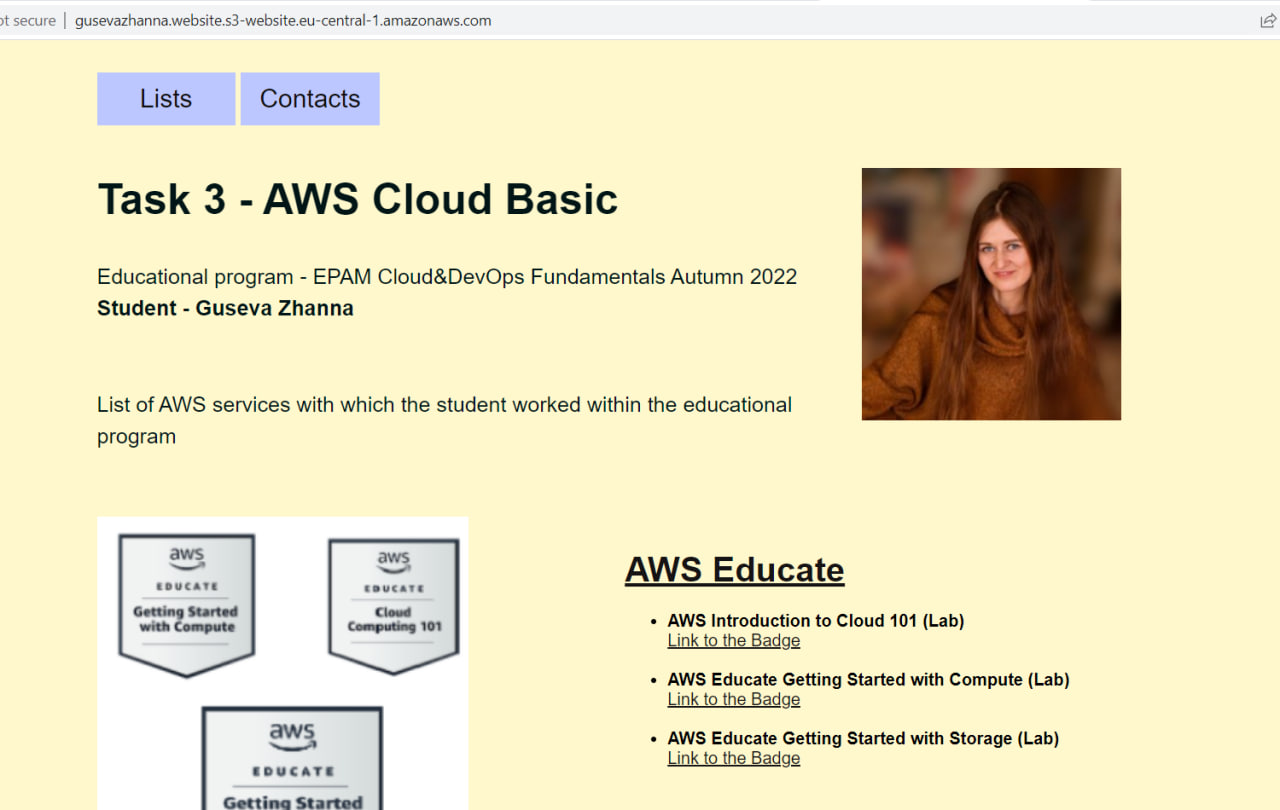 ot secure | gusevazhanna.website.s3-website.eu-central-1.amazonaws.com
Lists Contacts
Task 3 - AWS Cloud Basic
Educational program - EPAM Cloud&DevOps Fundamentals Autumn 2022
Student - Guseva Zhanna
List of AWS services with which the student worked within the educational
program
aws
EDUCATE
Getting Started
with Compute
aws
EDUCATE
Cloud
Computing 101
aws
EDUCATE
Getting Started
AWS Educate
• AWS Introduction to Cloud 101 (Lab)
Link to the Badge
• AWS Educate Getting Started with Compute (Lab)
Link to the Badge
• AWS Educate Getting Started with Storage (Lab)
Link to the Badge